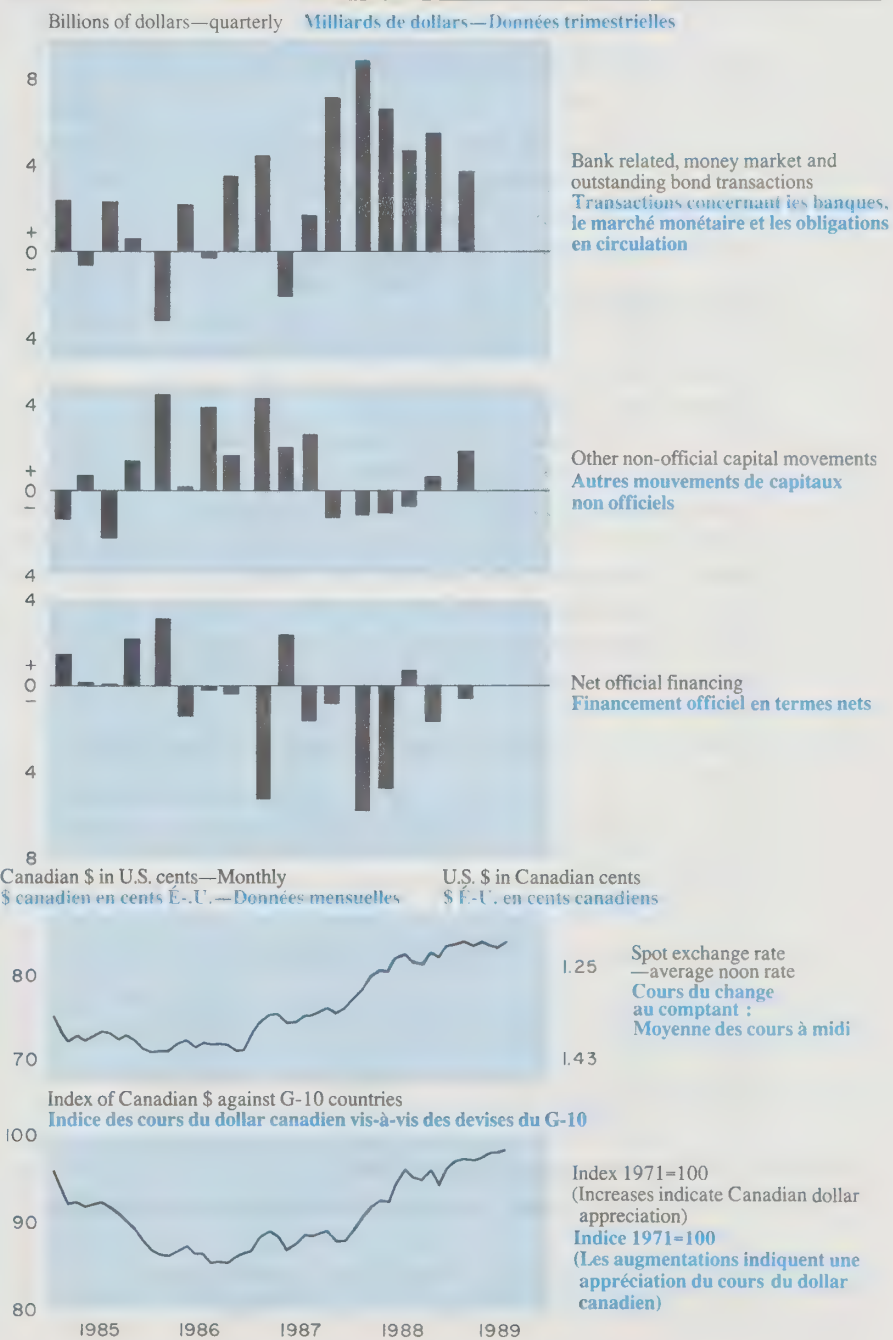 Billions of dollars—quarterly Milliards de dollars—Données trimestrielles
8
4
+
0
−
4
Bank related, money market and
outstanding bond transactions
Transactions concernant les banques,
le marché monétaire et les obligations
en circulation
4
+
0
−
4
Other non-official capital movements
Autres mouvements de capitaux
non officiels
4
+
0
−
4
8
Net official financing
Financement officiel en termes nets
Canadian $ in U.S. cents—Monthly U.S. $ in Canadian cents
$ canadien en cents É.-U.—Données mensuelles $ É.-U. en cents canadiens
80
70
1.25
1.43
Spot exchange rate
—average noon rate
Cours du change
au comptant :
Moyenne des cours à midi
Index of Canadian $ against G-10 countries
Indice des cours du dollar canadien vis-à-vis des devises du G-10
100
90
80
Index 1971=100
(Increases indicate Canadian dollar
appreciation)
Indice 1971=100
(Les augmentations indiquent une
appréciation du cours du dollar
canadien)
1985 1986 1987 1988 1989